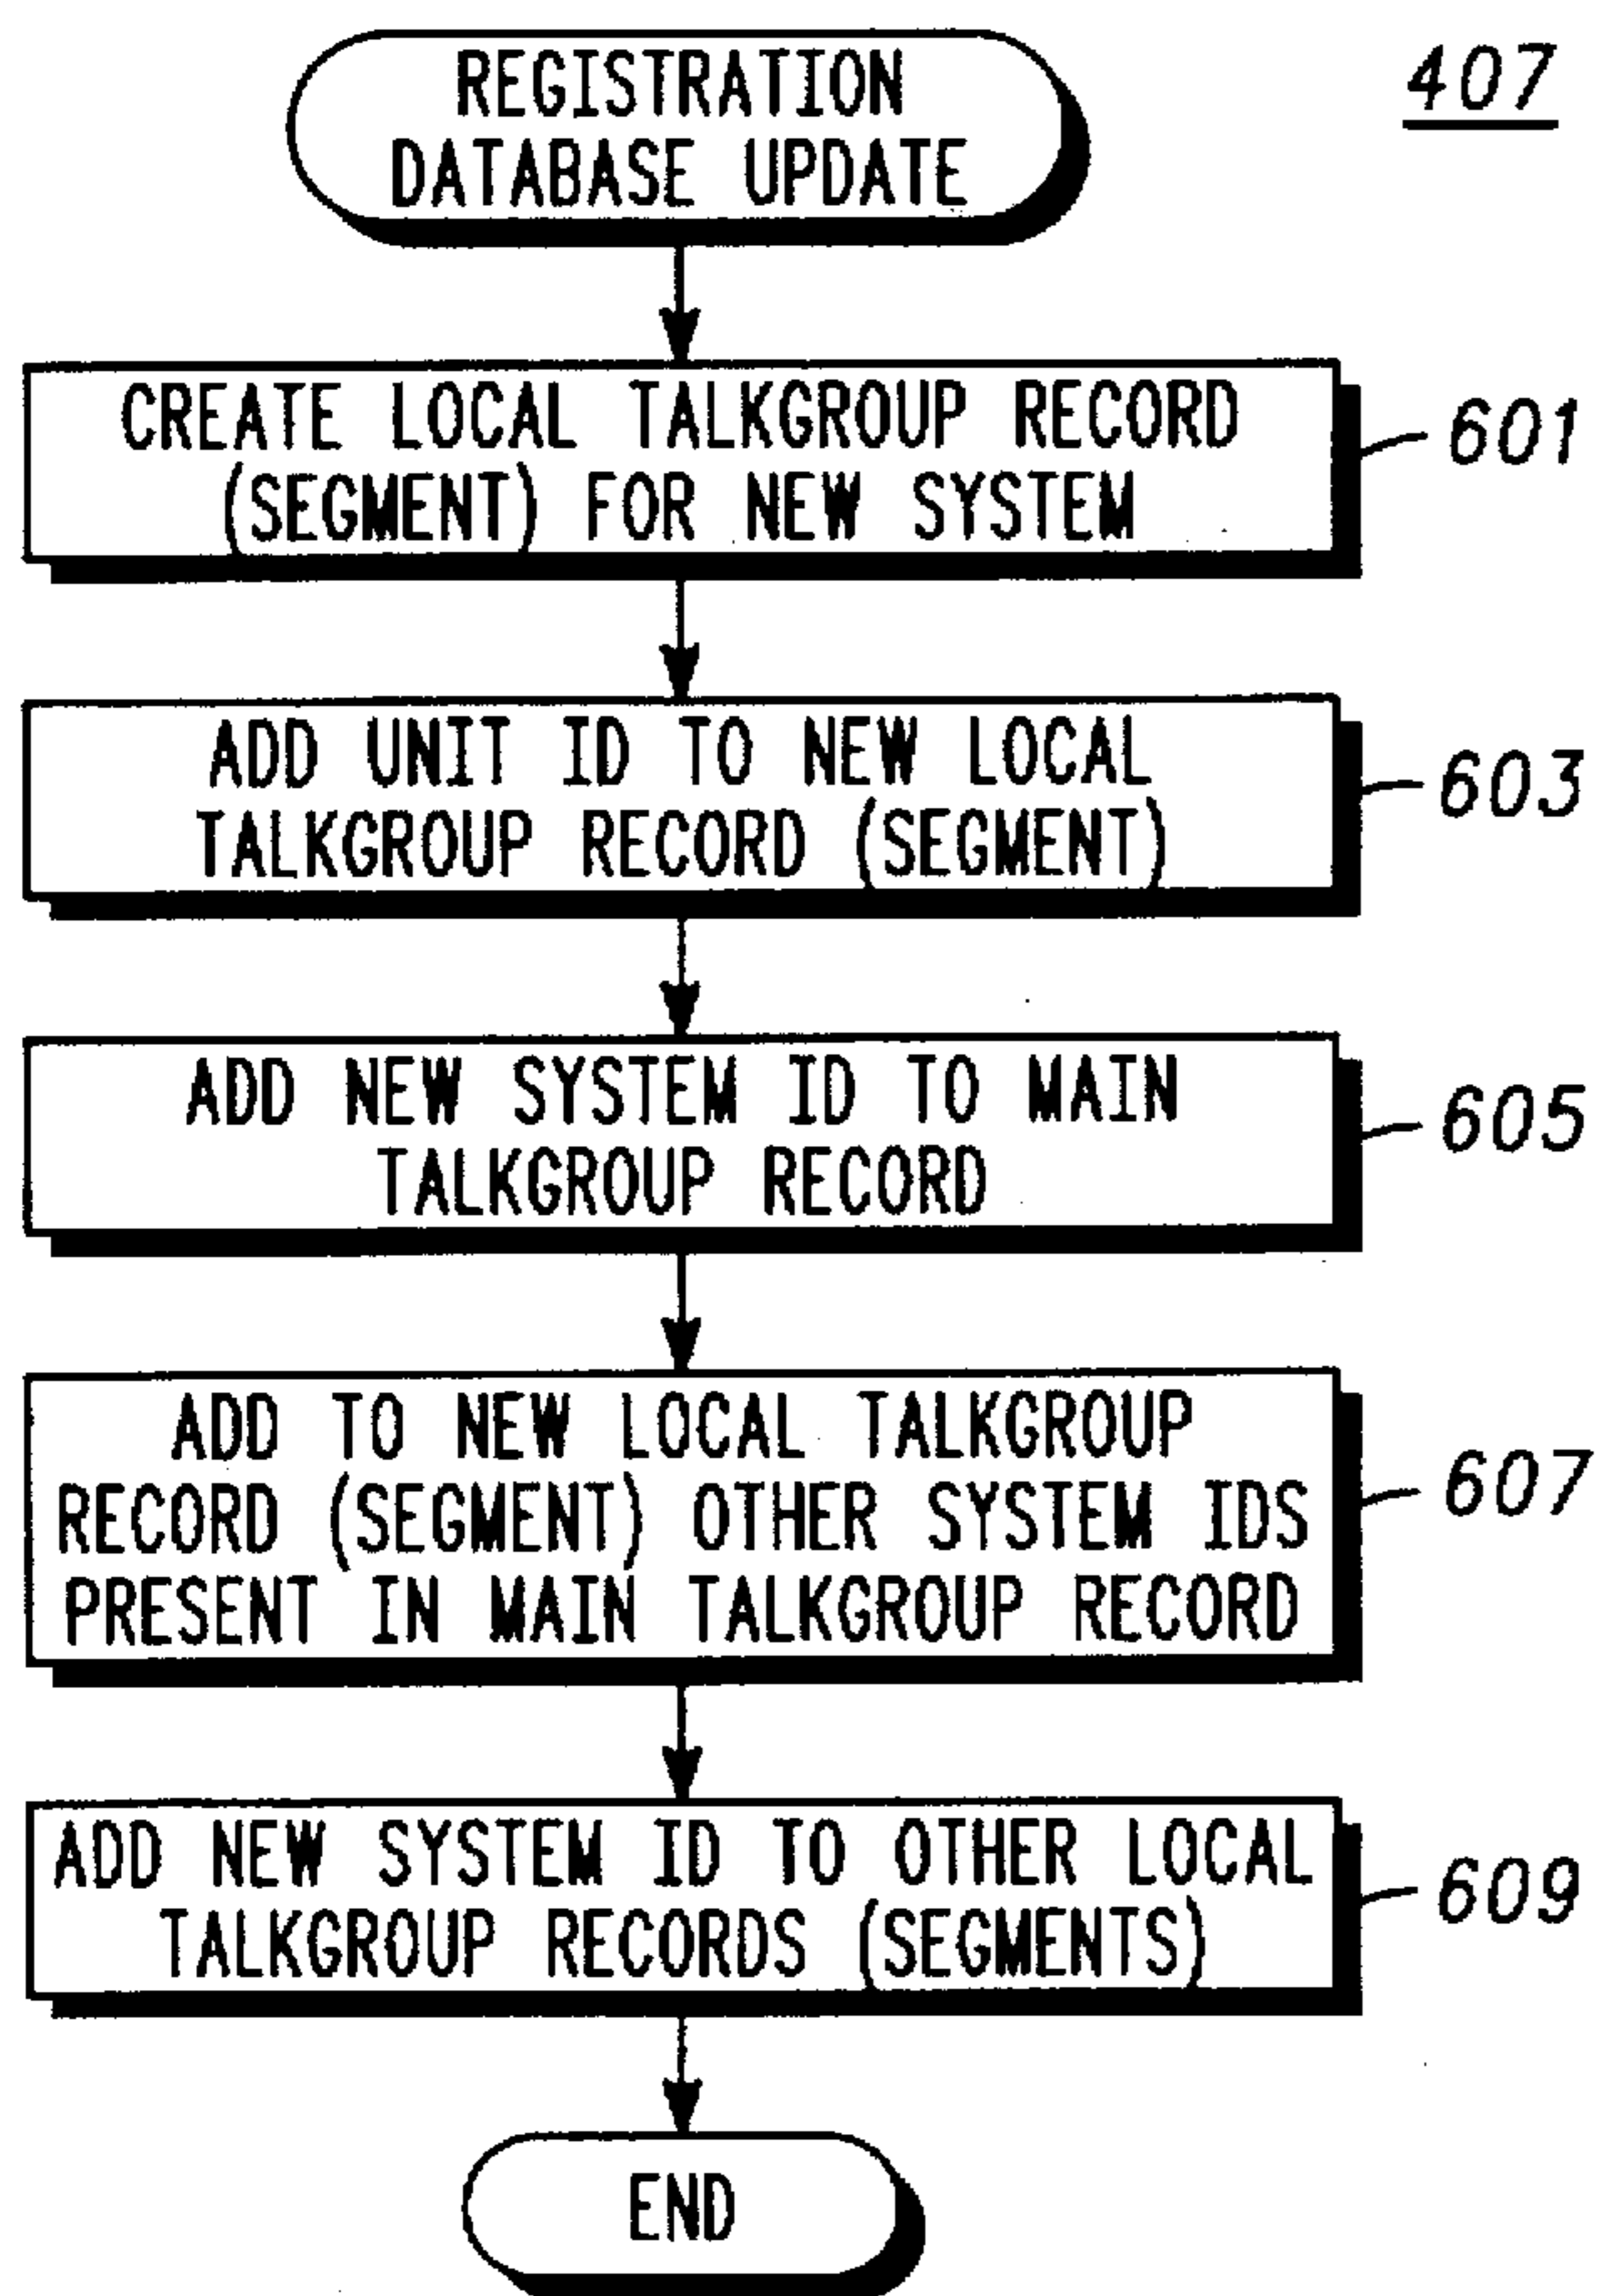 REGISTRATION
DATABASE UPDATE
407
CREATE LOCAL TALKGROUP RECORD
(SEGMENT) FOR NEW SYSTEM
601
ADD UNIT ID TO NEW LOCAL
TALKGROUP RECORD (SEGMENT)
603
ADD NEW SYSTEM ID TO MAIN
TALKGROUP RECORD
605
ADD TO NEW LOCAL TALKGROUP
RECORD (SEGMENT) OTHER SYSTEM IDS
PRESENT IN MAIN TALKGROUP RECORD
607
ADD NEW SYSTEM ID TO OTHER LOCAL
TALKGROUP RECORDS (SEGMENTS)
609
END